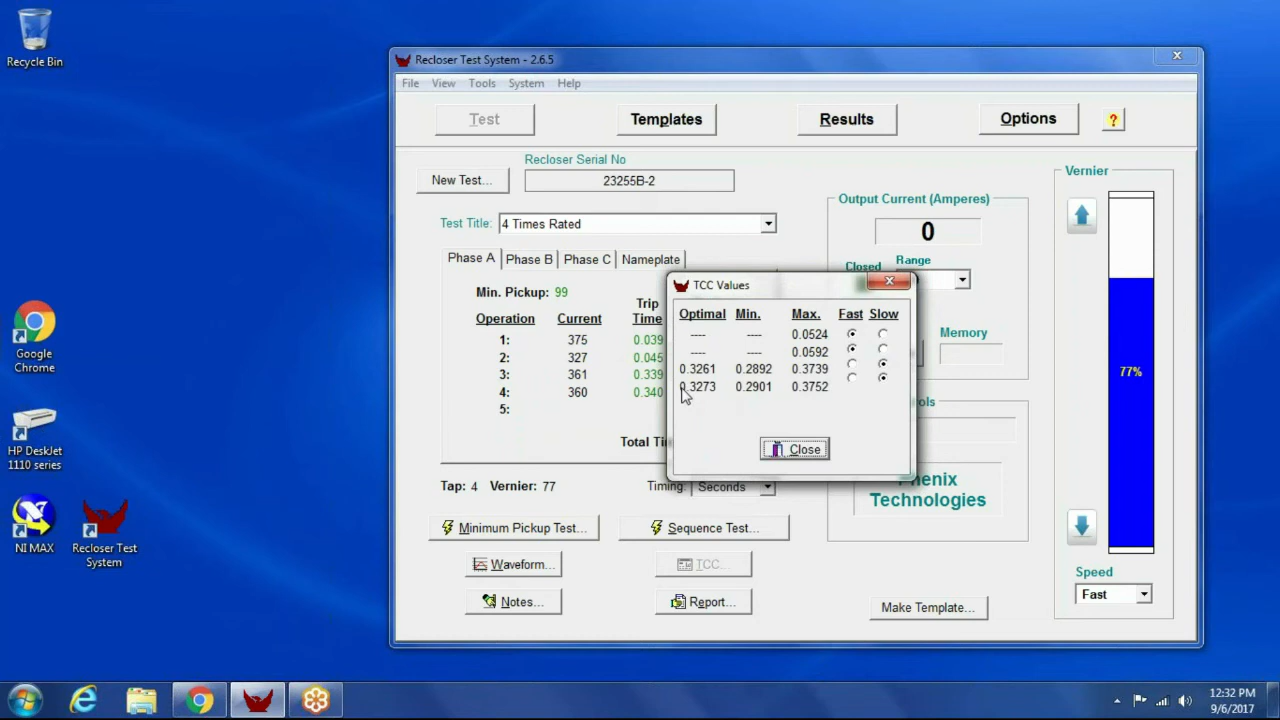 Recycle Bin
Google
Chrome
HP DeskJet
1110 series
NI MAX
Recloser Test
System
Recloser Test System - 2.6.5
File View Tools System Help
Test
Templates
Results
Options
?
New Test...
Recloser Serial No
23255B-2
Test Title: 4 Times Rated
Phase A Phase B Phase C Nameplate
Min. Pickup: 99
Operation Current Trip Time
1: 375 0.039
2: 327 0.045
3: 361 0.339
4: 360 0.340
5:
Tap: 4 Vernier: 77
Timing: Seconds
Minimum Pickup Test...
Sequence Test...
Waveform...
TCC...
Notes...
Report...
TCC Values
Optimal Min. Max. Fast Slow
---- ---- 0.0524
---- ---- 0.0592
0.3261 0.2892 0.3739
0.3273 0.2901 0.3752
Close
Output Current (Amperes)
0
Closed
Range
Memory
Phenix
Technologies
Make Template...
Vernier
77%
Speed
Fast
12:32 PM
9/6/2017